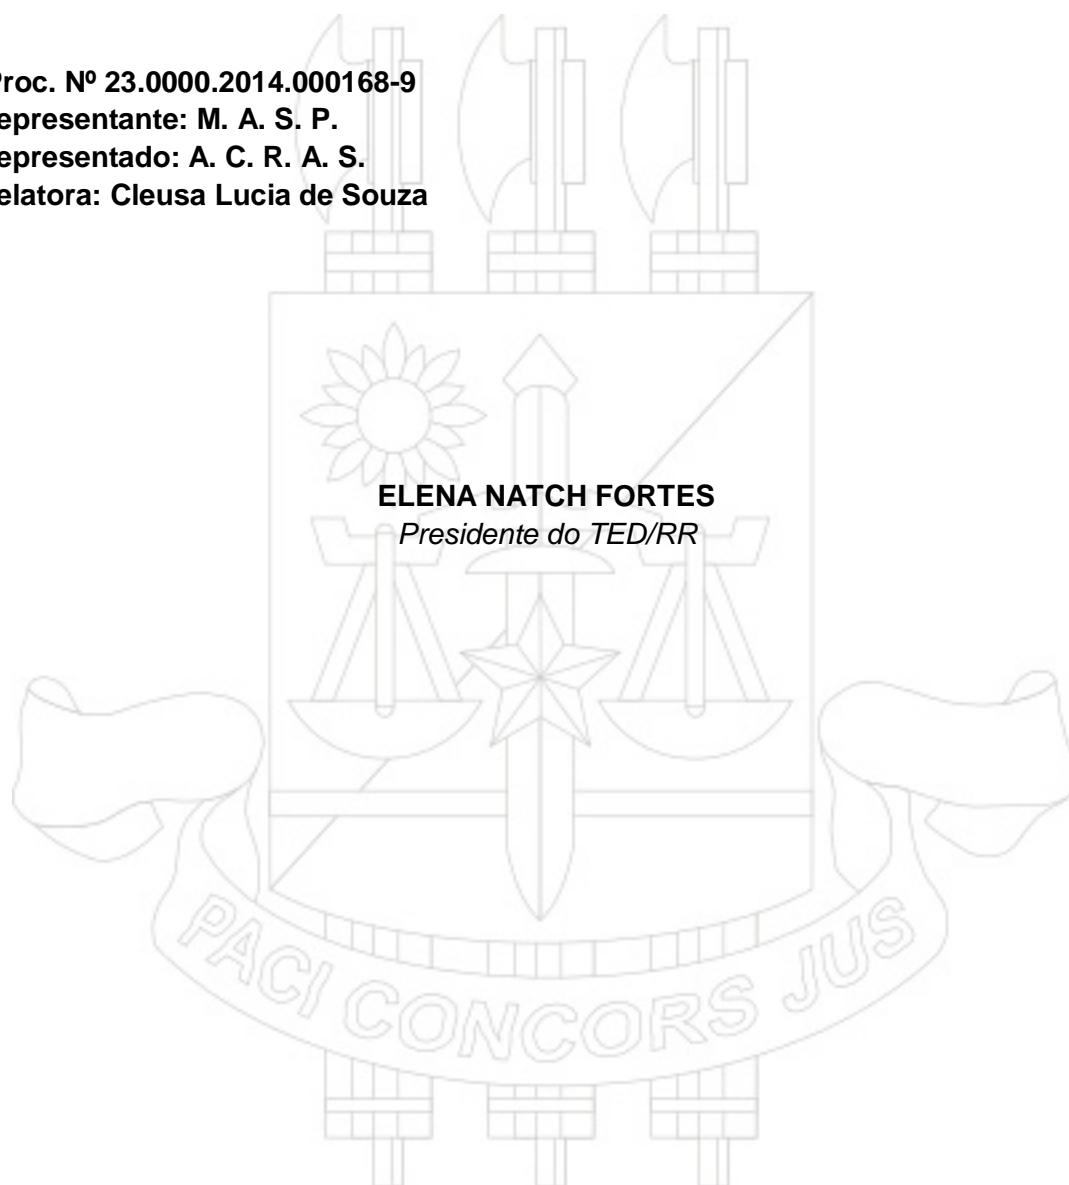 Proc. Nº 23.0000.2014.000168-9
epresentante: M. A. S. P.
epresentado: A. C. R. A. S.
elatora: Cleusa Lucia de Souza
ELENA NATCH FORTES
Presidente do TED/RR
PACI CONCORS JUS